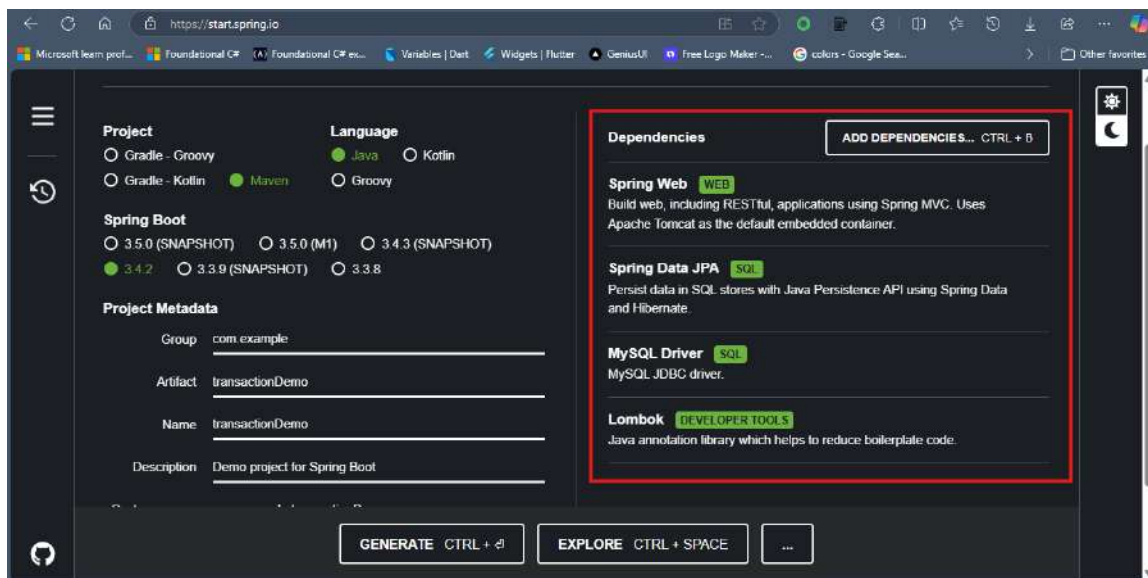 https://start.spring.io
Microsoft learn prof... Foundational C# Foundational C# ex... Variables | Dart Widgets | Flutter GeniusUI Free Logo Maker -... colors - Google Sea... Other favorites
Project
Language
Gradle - Groovy
Java Kotlin
Gradle - Kotlin Maven
Groovy
Spring Boot
3.5.0 (SNAPSHOT) 3.5.0 (M1) 3.4.3 (SNAPSHOT)
3.4.2 3.3.9 (SNAPSHOT) 3.3.8
Project Metadata
Group com.example
Artifact transactionDemo
Name transactionDemo
Description Demo project for Spring Boot
Dependencies
ADD DEPENDENCIES... CTRL + B
Spring Web WEB
Build web, including RESTful, applications using Spring MVC. Uses
Apache Tomcat as the default embedded container.
Spring Data JPA SQL
Persist data in SQL stores with Java Persistence API using Spring Data
and Hibernate.
MySQL Driver SQL
MySQL JDBC driver.
Lombok DEVELOPER TOOLS
Java annotation library which helps to reduce boilerplate code.
GENERATE CTRL + ⏎ EXPLORE CTRL + SPACE ...